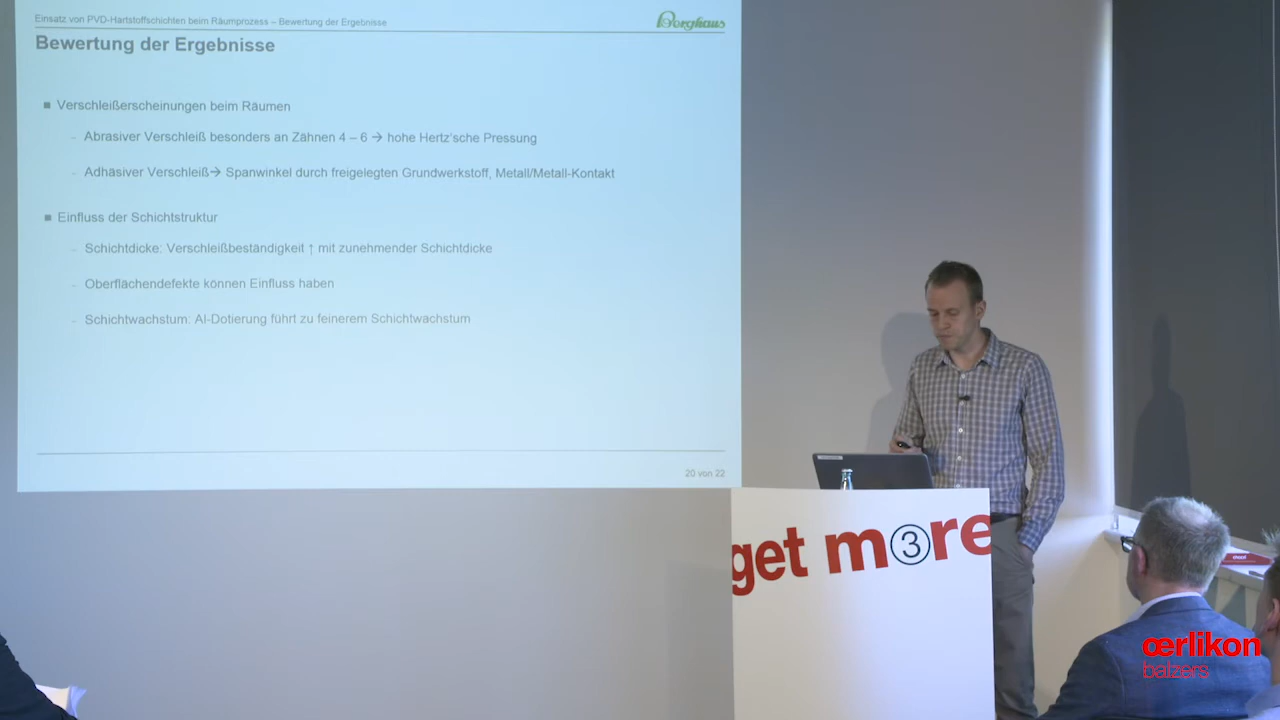 Einsatz von PVD-Hartstoffschichten beim Räumprozess – Bewertung der Ergebnisse
Berghaus
Bewertung der Ergebnisse
Verschleißerscheinungen beim Räumen
- Abrasiver Verschleiß besonders an Zähnen 4 – 6 → hohe Hertz'sche Pressung
- Adhäsiver Verschleiß→ Spanwinkel durch freigelegten Grundwerkstoff, Metall/Metall-Kontakt
Einfluss der Schichtstruktur
- Schichtdicke: Verschleißbeständigkeit ↑ mit zunehmender Schichtdicke
- Oberflächendefekte können Einfluss haben
- Schichtwachstum: Al-Dotierung führt zu feinerem Schichtwachstum
20 von 22
get m③re
œrlikon
balzers